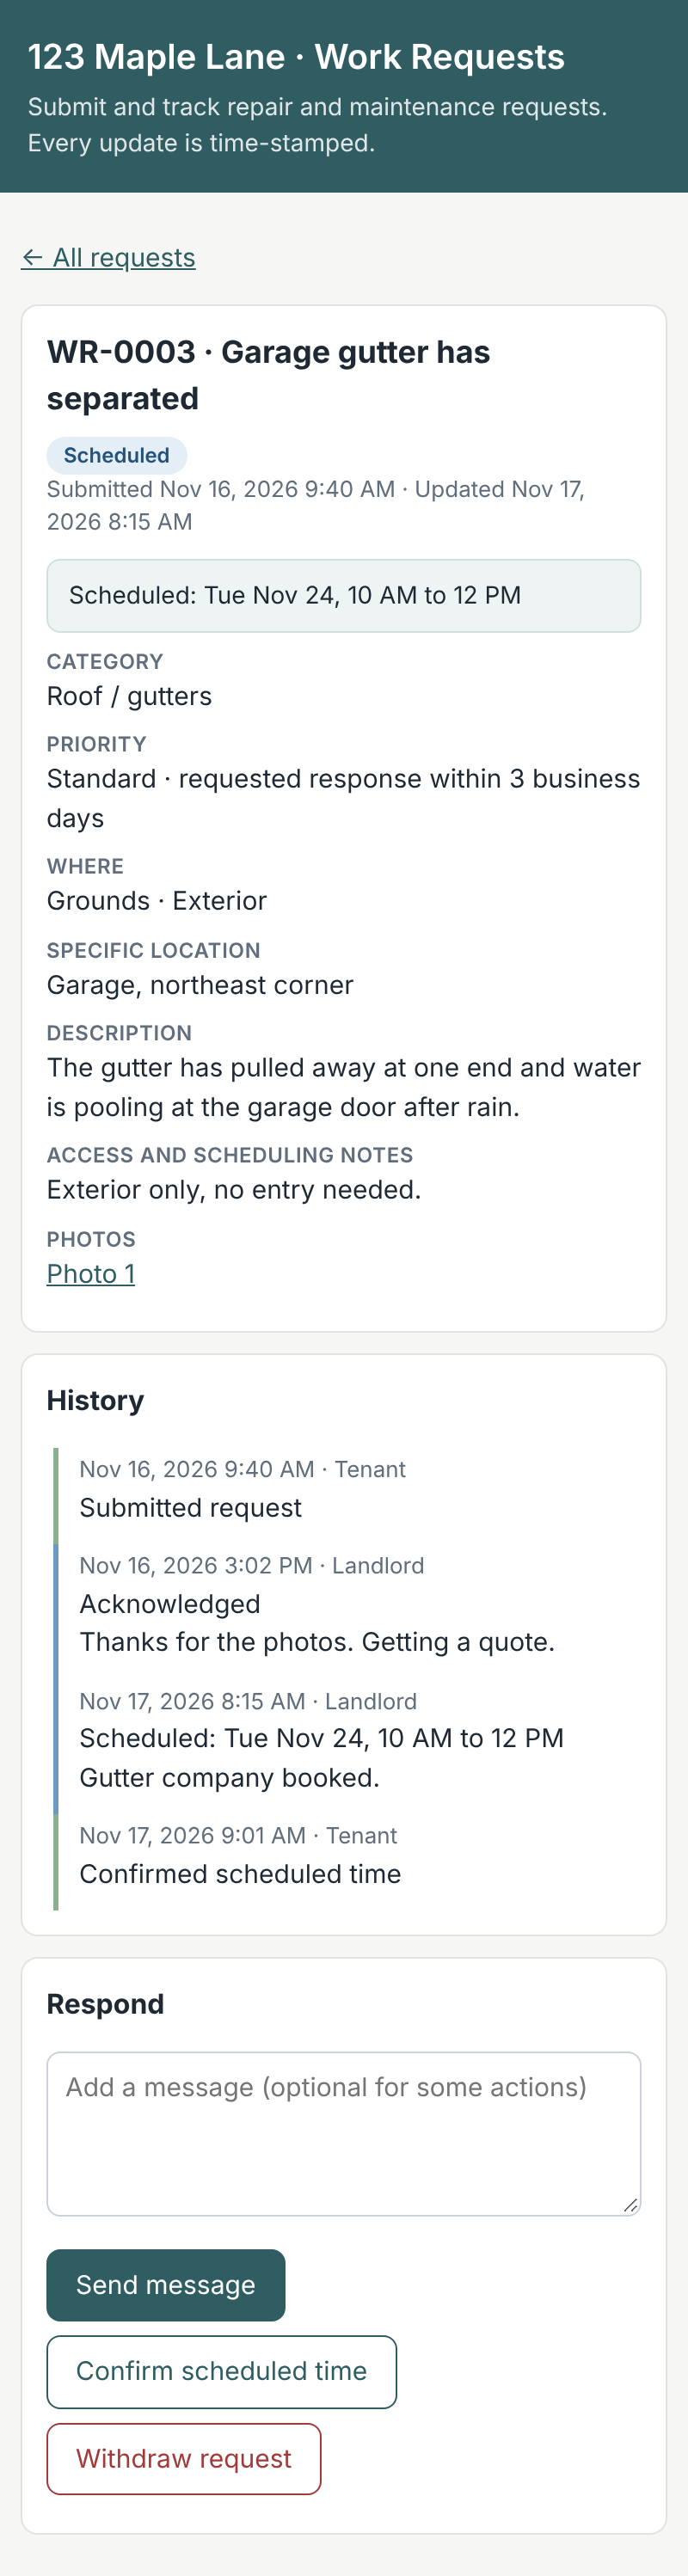 123 Maple Lane · Work Requests
Submit and track repair and maintenance requests.
Every update is time-stamped.
← All requests
WR-0003 · Garage gutter has
separated
Scheduled
Submitted Nov 16, 2026 9:40 AM · Updated Nov 17,
2026 8:15 AM
Scheduled: Tue Nov 24, 10 AM to 12 PM
CATEGORY
Roof / gutters
PRIORITY
Standard · requested response within 3 business
days
WHERE
Grounds · Exterior
SPECIFIC LOCATION
Garage, northeast corner
DESCRIPTION
The gutter has pulled away at one end and water
is pooling at the garage door after rain.
ACCESS AND SCHEDULING NOTES
Exterior only, no entry needed.
PHOTOS
Photo 1
History
Nov 16, 2026 9:40 AM · Tenant
Submitted request
Nov 16, 2026 3:02 PM · Landlord
Acknowledged
Thanks for the photos. Getting a quote.
Nov 17, 2026 8:15 AM · Landlord
Scheduled: Tue Nov 24, 10 AM to 12 PM
Gutter company booked.
Nov 17, 2026 9:01 AM · Tenant
Confirmed scheduled time
Respond
Add a message (optional for some actions)
Send message
Confirm scheduled time
Withdraw request